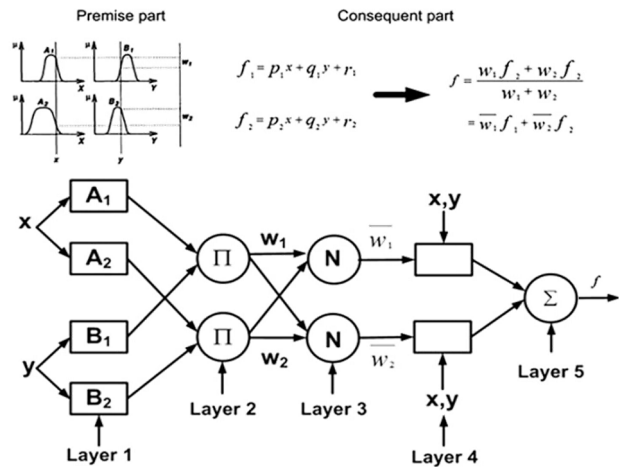 Premise part
Consequent part
μ A₁ μ B₁ w₁
X Y
μ A₂ μ B₂ w₂
X Y
x y
f₁ = p₁x + q₁y + r₁
f₂ = p₂x + q₂y + r₂
f = (w₁f₂ + w₂f₂) / (w₁ + w₂)
= w̅₁f₁ + w̅₂f₂
A₁
x
A₂
B₁
y
B₂
Π
Π
w₁
w₂
N
N
w̅₁
w̅₂
x,y
x,y
Σ
f
Layer 1
Layer 2
Layer 3
Layer 4
Layer 5